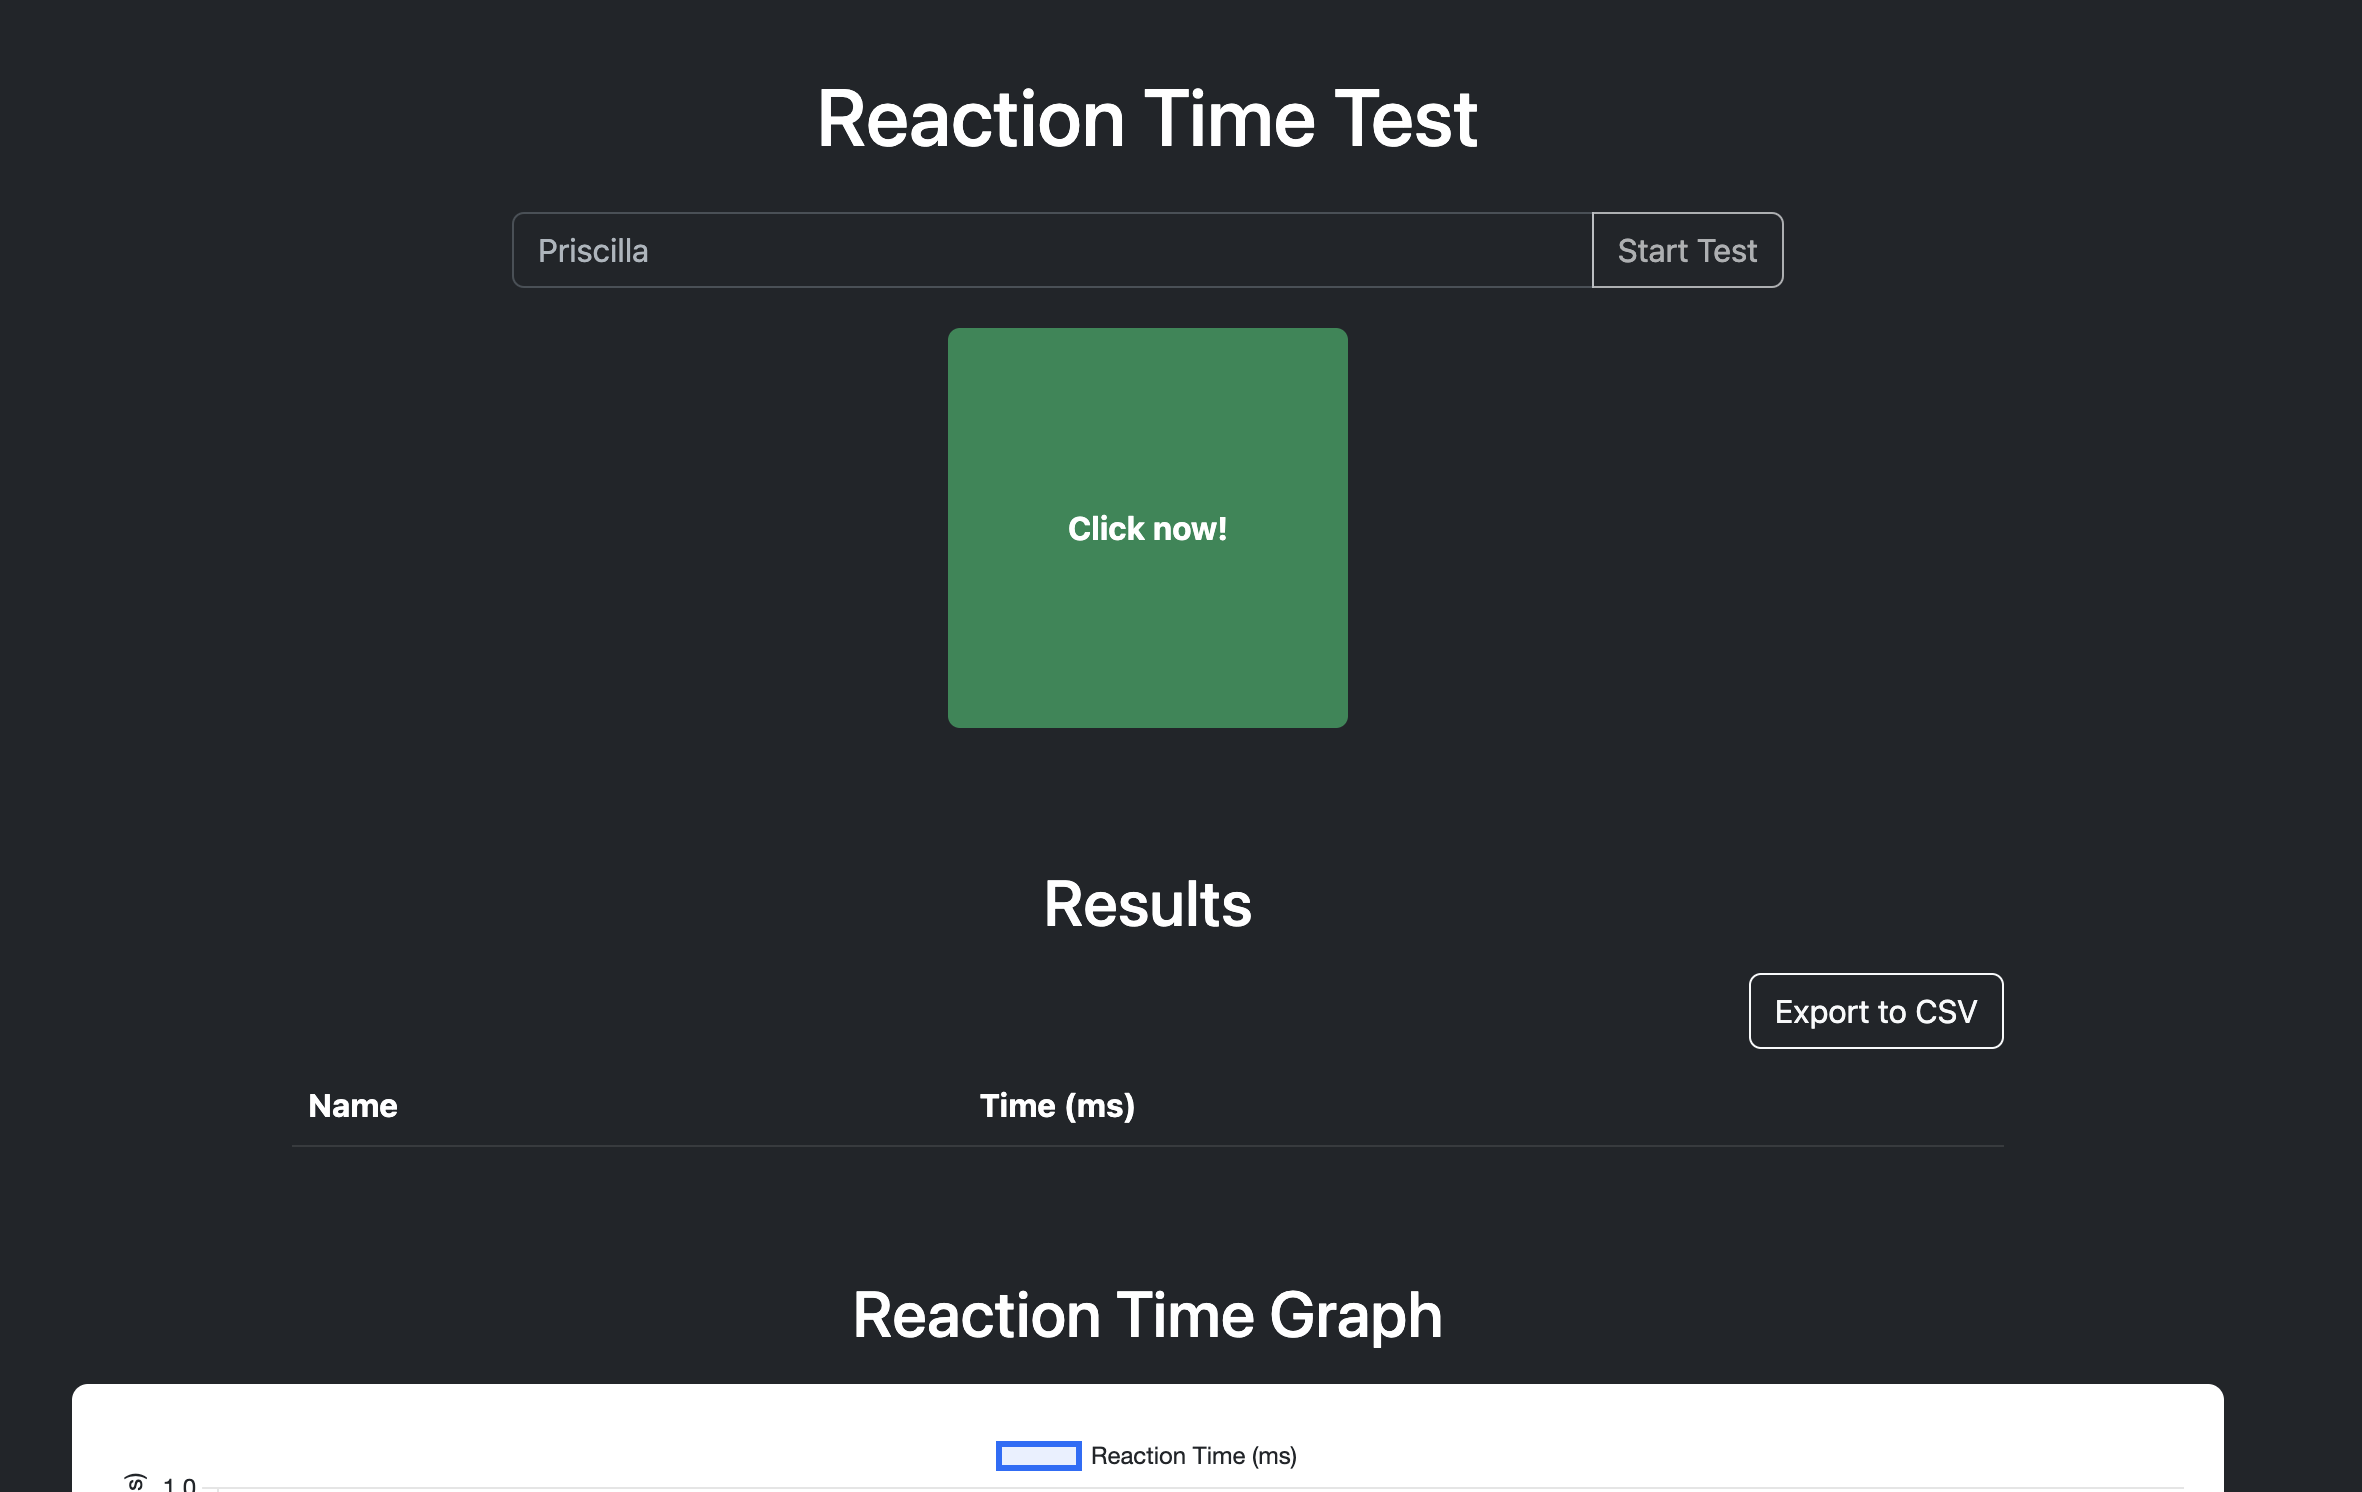 Reaction Time Test
Priscilla
Start Test
Click now!
Results
Export to CSV
Name
Time (ms)
Reaction Time Graph
Reaction Time (ms)
s)
1.0